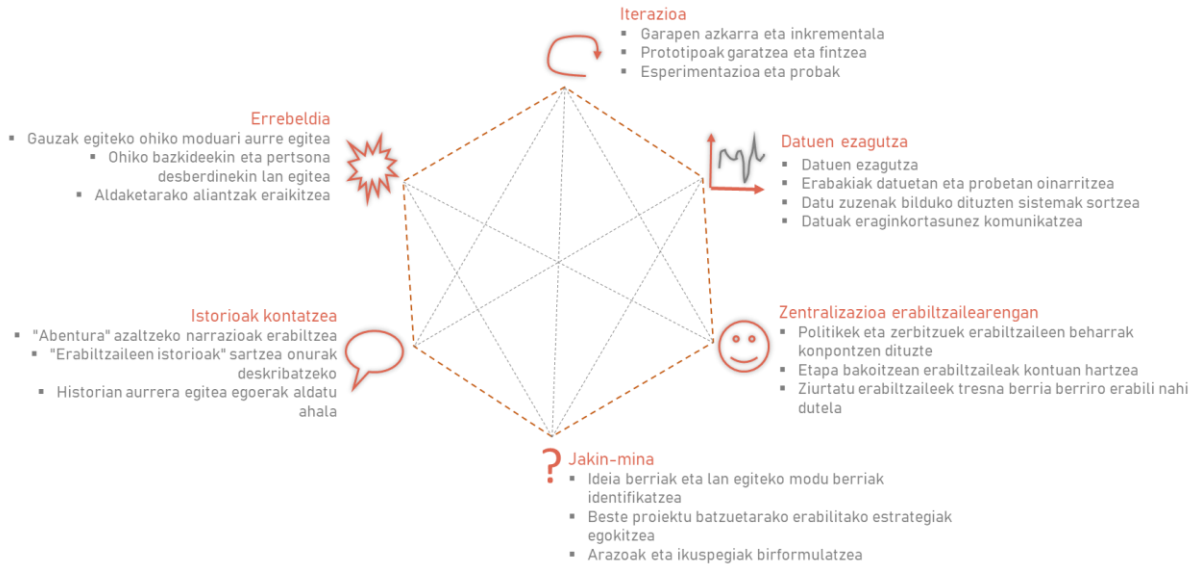 Iterazioa
▪ Garapen azkarra eta inkrementala
▪ Prototipoak garatzea eta fintzea
▪ Esperimentazioa eta probak
Errebeldia
▪ Gauzak egiteko ohiko moduari aurre egitea
▪ Ohiko bazkideekin eta pertsona
desberdinekin lan egitea
▪ Aldaketarako aliantzak eraikitzea
Datuen ezagutza
▪ Datuen ezagutza
▪ Erabakiak datuetan eta probetan oinarritzea
▪ Datu zuzenak bilduko dituzten sistemak sortzea
▪ Datuak eraginkortasunez komunikatzea
Istorioak kontatzea
▪ "Abentura" azaltzeko narrazioak erabiltzea
▪ "Erabiltzaileen istorioak" sartzea onurak
deskribatzeko
▪ Historian aurrera egitea egoerak aldatu
ahala
Zentralizazioa erabiltzailearengan
▪ Politikek eta zerbitzuek erabiltzaileen beharrak
konpontzen dituzte
▪ Etapa bakoitzean erabiltzaileak kontuan hartzea
▪ Ziurtatu erabiltzaileek tresna berria berriro erabili nahi
dutela
? Jakin-mina
▪ Ideia berriak eta lan egiteko modu berriak
identifikatzea
▪ Beste proiektu batzuetarako erabilitako estrategiak
egokitzea
▪ Arazoak eta ikuspegiak birformulatzea